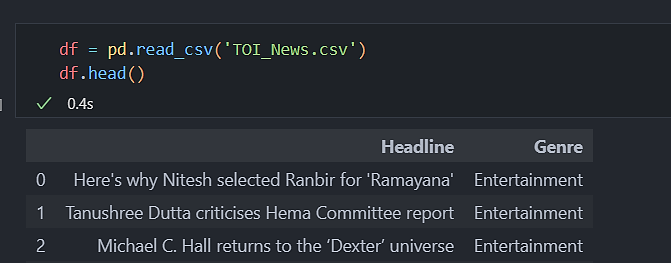 df = pd.read_csv('TOI_News.csv')
df.head()
0.4s
Headline Genre
0 Here's why Nitesh selected Ranbir for 'Ramayana' Entertainment
1 Tanushree Dutta criticises Hema Committee report Entertainment
2 Michael C. Hall returns to the ‘Dexter’ universe Entertainment